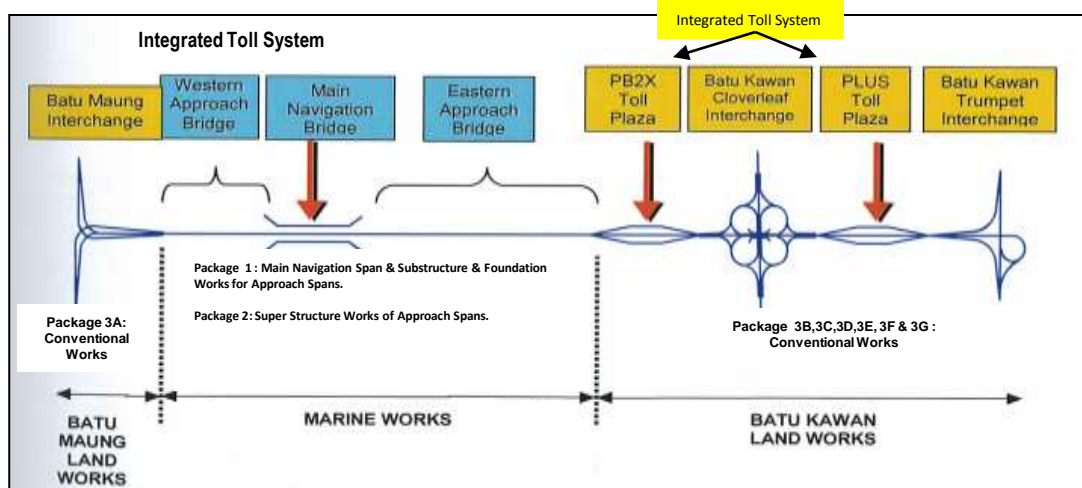 Integrated Toll System
Integrated Toll System
Batu Maung
Interchange
Western
Approach
Bridge
Main
Navigation
Bridge
Eastern
Approach
Bridge
PB2X
Toll
Plaza
Batu Kawan
Cloverleaf
Interchange
PLUS
Toll
Plaza
Batu Kawan
Trumpet
Interchange
Package 1 : Main Navigation Span & Substructure & Foundation
Works for Approach Spans.
Package 2: Super Structure Works of Approach Spans.
Package 3A:
Conventional
Works
Package 3B,3C,3D,3E, 3F & 3G :
Conventional Works
BATU
MAUNG
LAND
WORKS
MARINE WORKS
BATU KAWAN
LAND WORKS